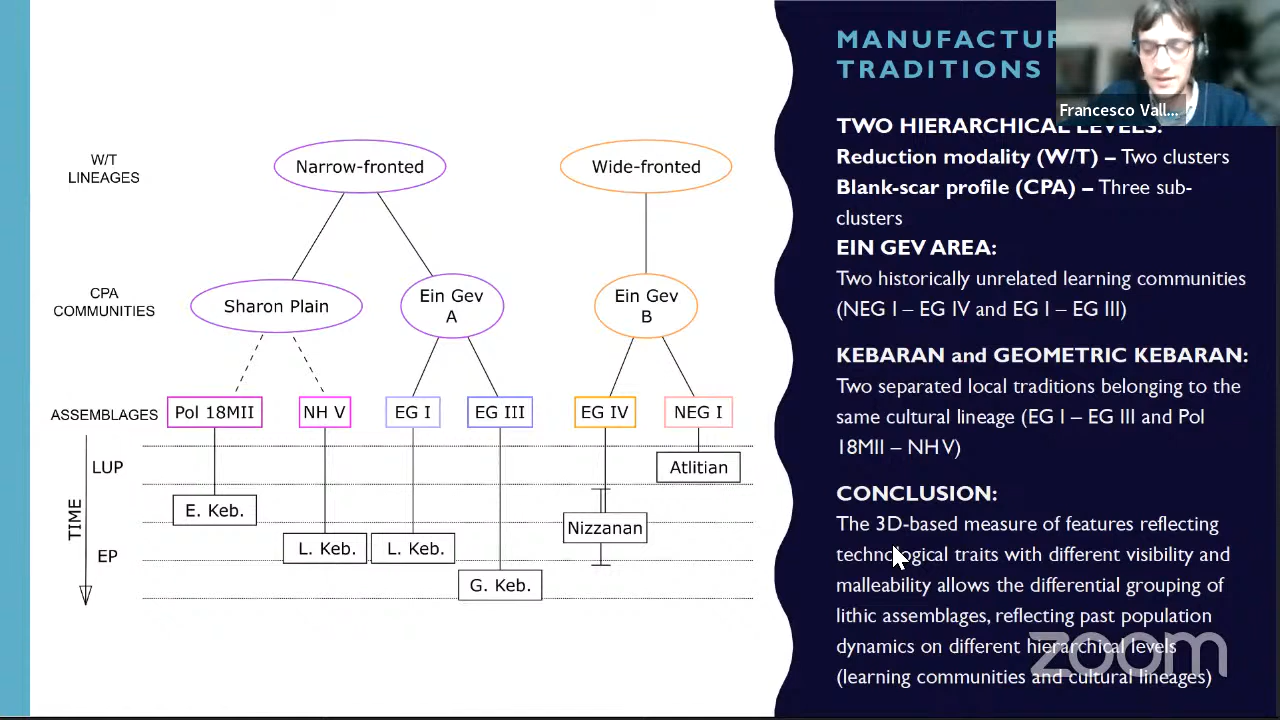 MANUFACTUR
TRADITIONS
Francesco Vall...
TWO HIERARCHICAL LEVELS:
Reduction modality (W/T) – Two clusters
Blank-scar profile (CPA) – Three sub-
clusters
EIN GEV AREA:
Two historically unrelated learning communities
(NEG I – EG IV and EG I – EG III)
KEBARAN and GEOMETRIC KEBARAN:
Two separated local traditions belonging to the
same cultural lineage (EG I – EG III and Pol
18MII – NH V)
CONCLUSION:
The 3D-based measure of features reflecting
technological traits with different visibility and
malleability allows the differential grouping of
lithic assemblages, reflecting past population
dynamics on different hierarchical levels
(learning communities and cultural lineages)
zoom
W/T
LINEAGES
Narrow-fronted
Wide-fronted
CPA
COMMUNITIES
Sharon Plain
Ein Gev
A
Ein Gev
B
ASSEMBLAGES
Pol 18MII
NH V
EG I
EG III
EG IV
NEG I
TIME
LUP
Atlitian
E. Keb.
Nizzanan
EP
L. Keb.
L. Keb.
G. Keb.